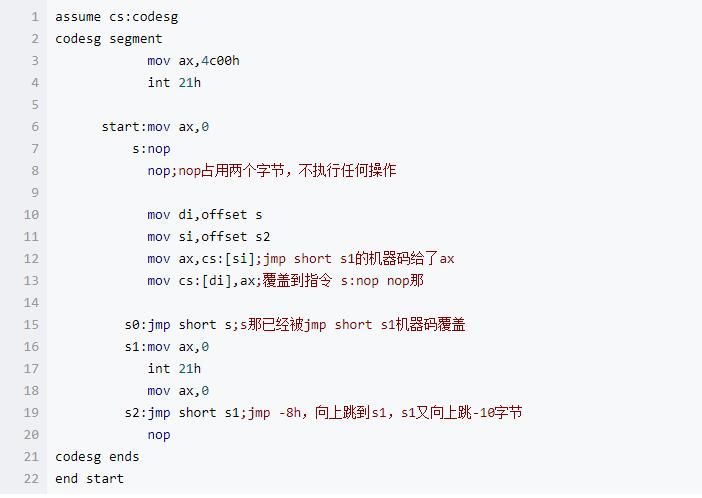 1 assume cs:codesg
2 codesg segment
3 mov ax,4c00h
4 int 21h
5
6 start:mov ax,0
7 s:nop
8 nop;nop占用两个字节，不执行任何操作
9
10 mov di,offset s
11 mov si,offset s2
12 mov ax,cs:[si];jmp short s1的机器码给了ax
13 mov cs:[di],ax;覆盖到指令 s:nop nop那
14
15 s0:jmp short s;s那已经被jmp short s1机器码覆盖
16 s1:mov ax,0
17 int 21h
18 mov ax,0
19 s2:jmp short s1;jmp -8h，向上跳到s1，s1又向上跳-10字节
20 nop
21 codesg ends
22 end start